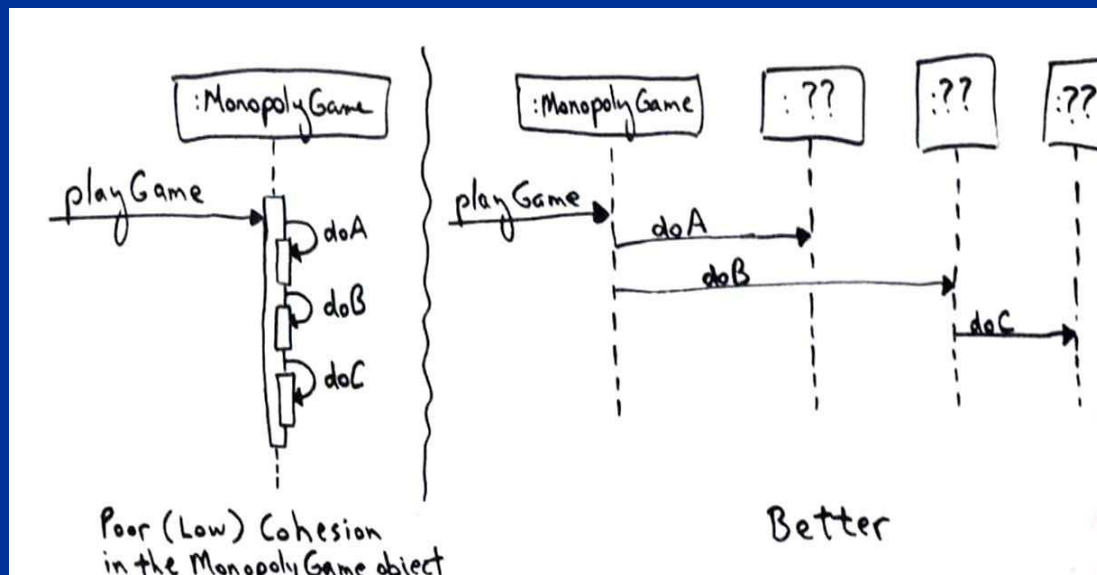 :MonopolyGame
playGame
doA
doB
doC
Poor (Low) Cohesion
in the MonopolyGame object
:MonopolyGame
: ??
:??
:??
playGame
doA
doB
doC
Better